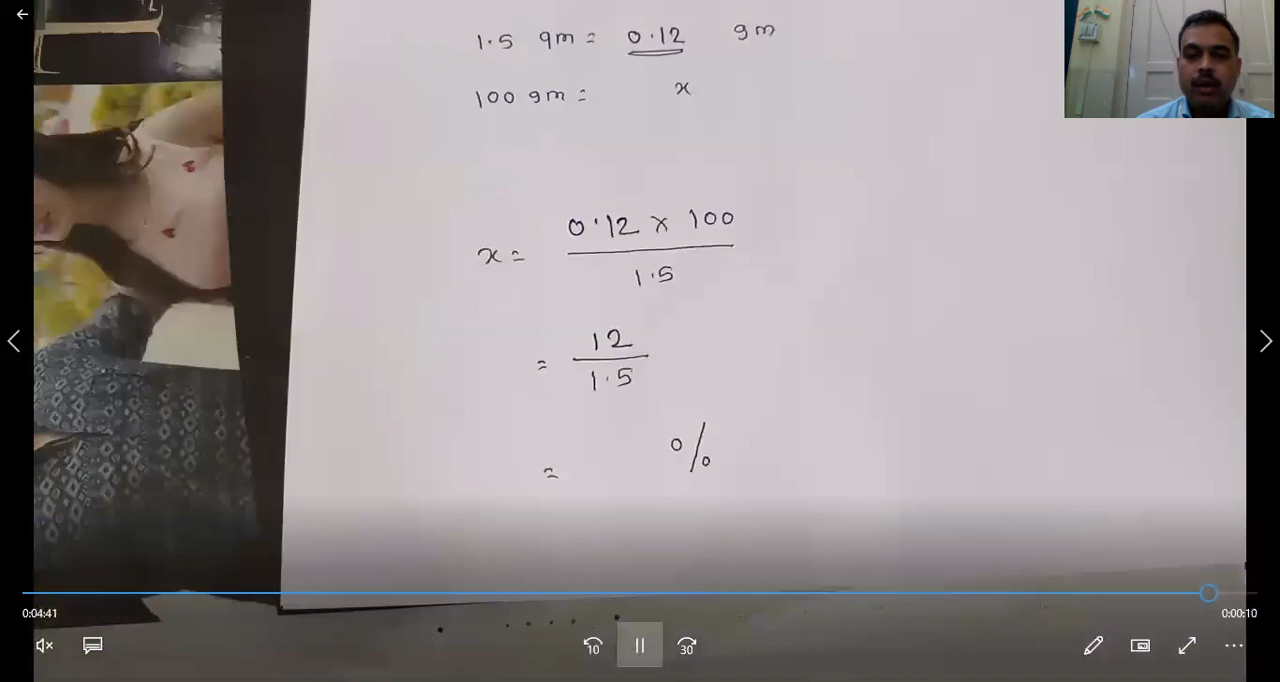 1.5 gm = 0.12 gm
100 gm = x
x = 0.12 x 100
1.5
= 12
1.5
= %
0:04:41
0:00:10
10
30